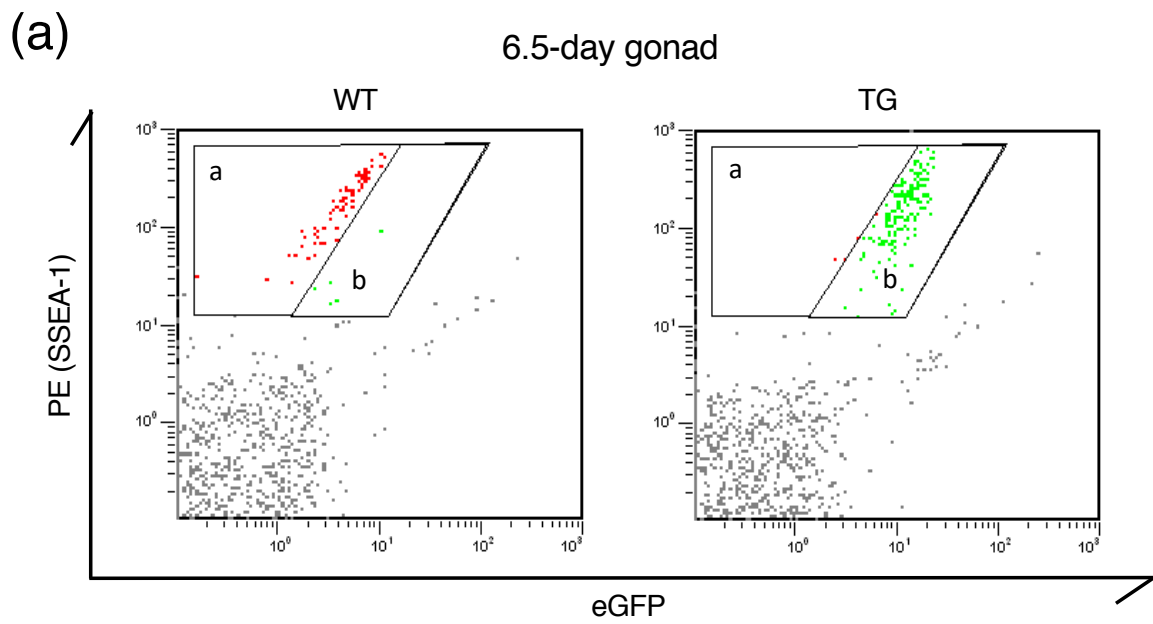 (a)
6.5-day gonad
WT
TG
PE (SSEA-1)
10³
10²
10¹
10⁰
a
b
10⁰ 10¹ 10² 10³
10³
10²
10¹
10⁰
a
b
10⁰ 10¹ 10² 10³
eGFP